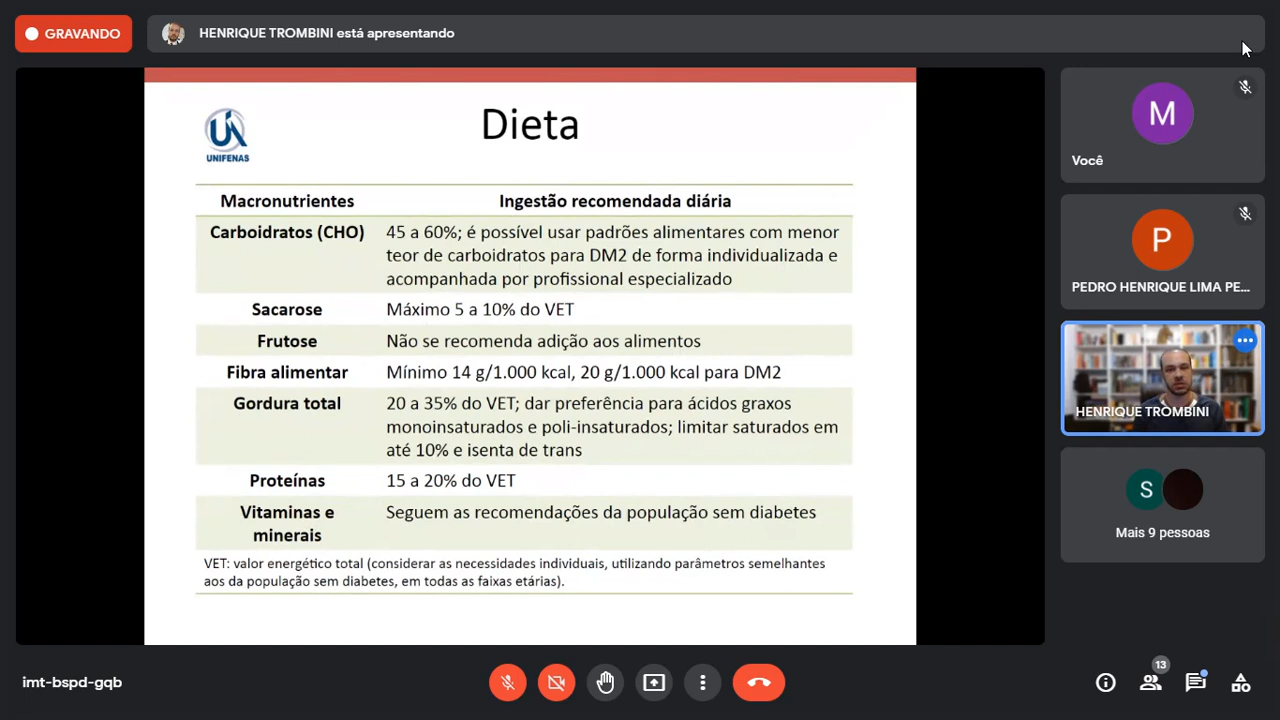 GRAVANDO
HENRIQUE TROMBINI está apresentando
UNIFENAS
Dieta
Macronutrientes Ingestão recomendada diária
Carboidratos (CHO) 45 a 60%; é possível usar padrões alimentares com menor
teor de carboidratos para DM2 de forma individualizada e
acompanhada por profissional especializado
Sacarose Máximo 5 a 10% do VET
Frutose Não se recomenda adição aos alimentos
Fibra alimentar Mínimo 14 g/1.000 kcal, 20 g/1.000 kcal para DM2
Gordura total 20 a 35% do VET; dar preferência para ácidos graxos
monoinsaturados e poli-insaturados; limitar saturados em
até 10% e isenta de trans
Proteínas 15 a 20% do VET
Vitaminas e Seguem as recomendações da população sem diabetes
minerais
VET: valor energético total (considerar as necessidades individuais, utilizando parâmetros semelhantes
aos da população sem diabetes, em todas as faixas etárias).
M
Você
P
PEDRO HENRIQUE LIMA PE...
HENRIQUE TROMBINI
S
Mais 9 pessoas
imt-bspd-gqb
13